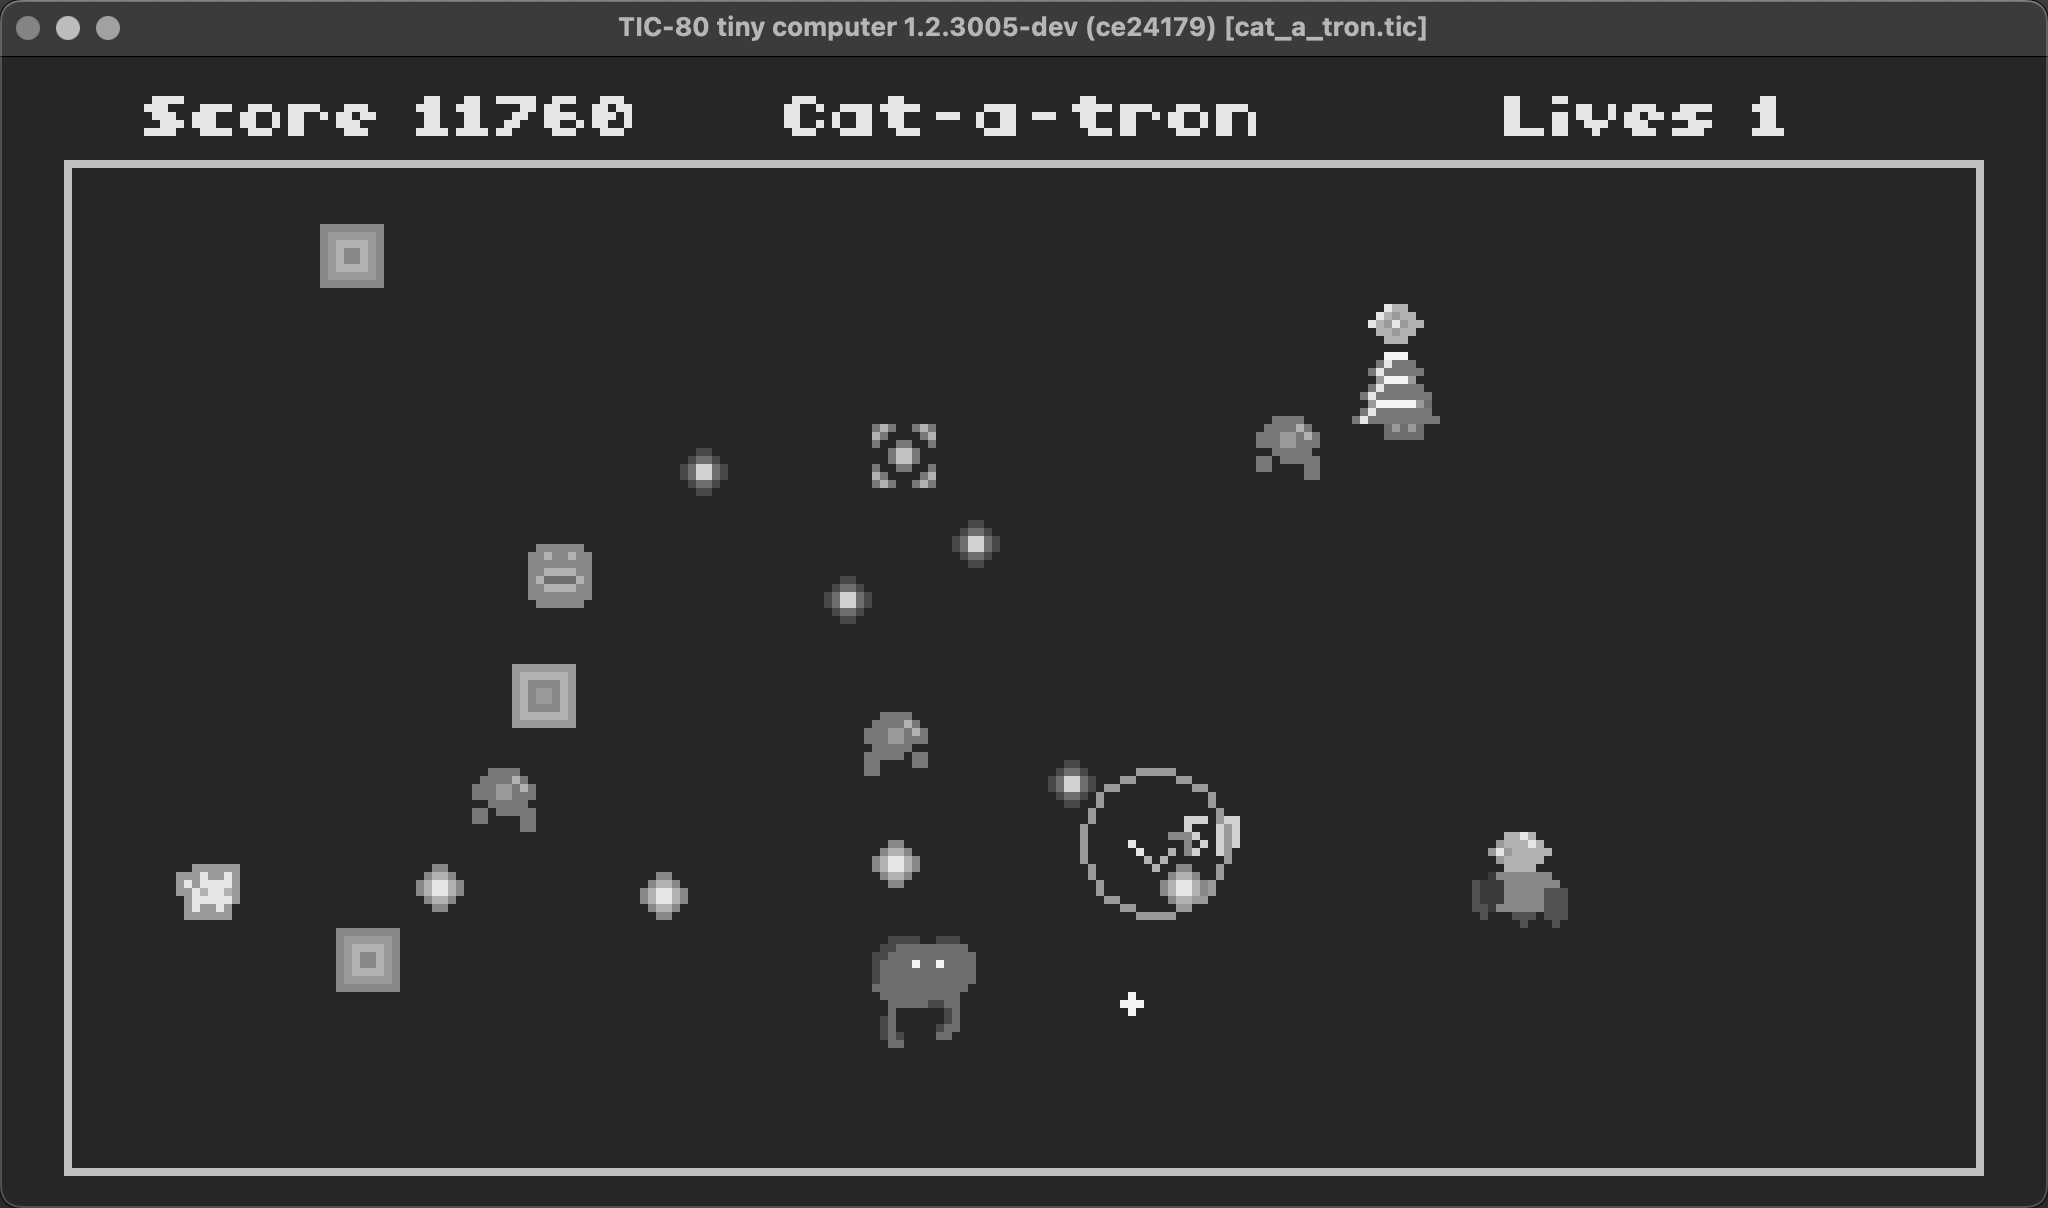 TIC-80 tiny computer 1.2.3005-dev (ce24179) [cat_a_tron.tic]
Score 11760 Cat-a-tron Lives 1